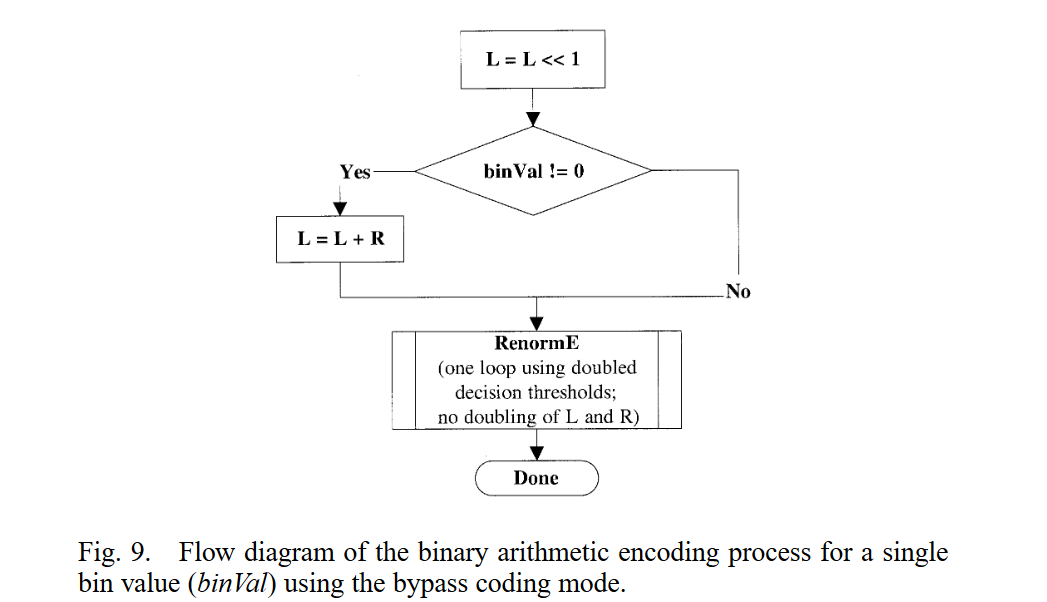 L = L << 1
binVal != 0
Yes
L = L + R
No
RenormE
(one loop using doubled
decision thresholds;
no doubling of L and R)
Done
Fig. 9. Flow diagram of the binary arithmetic encoding process for a single
bin value (binVal) using the bypass coding mode.